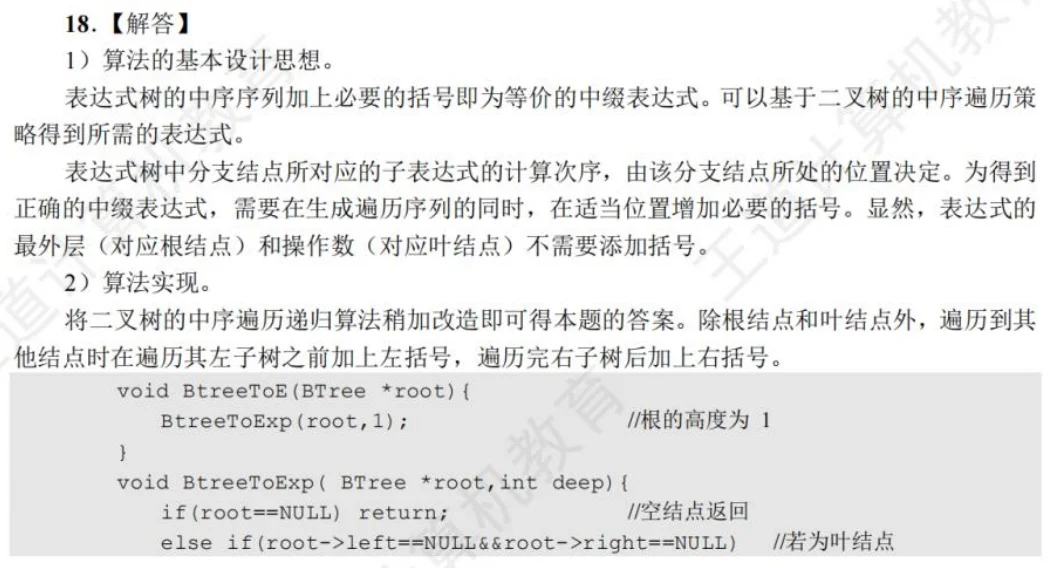 18.【解答】
1）算法的基本设计思想。
表达式树的中序序列加上必要的括号即为等价的中缀表达式。可以基于二叉树的中序遍历策
略得到所需的表达式。
表达式树中分支结点所对应的子表达式的计算次序，由该分支结点所处的位置决定。为得到
正确的中缀表达式，需要在生成遍历序列的同时，在适当位置增加必要的括号。显然，表达式的
最外层（对应根结点）和操作数（对应叶结点）不需要添加括号。
2）算法实现。
将二叉树的中序遍历递归算法稍加改造即可得本题的答案。除根结点和叶结点外，遍历到其
他结点时在遍历其左子树之前加上左括号，遍历完右子树后加上右括号。
void BtreeToE(BTree *root){
BtreeToExp(root,1); //根的高度为 1
}
void BtreeToExp( BTree *root,int deep){
if(root==NULL) return; //空结点返回
else if(root->left==NULL&&root->right==NULL) //若为叶结点